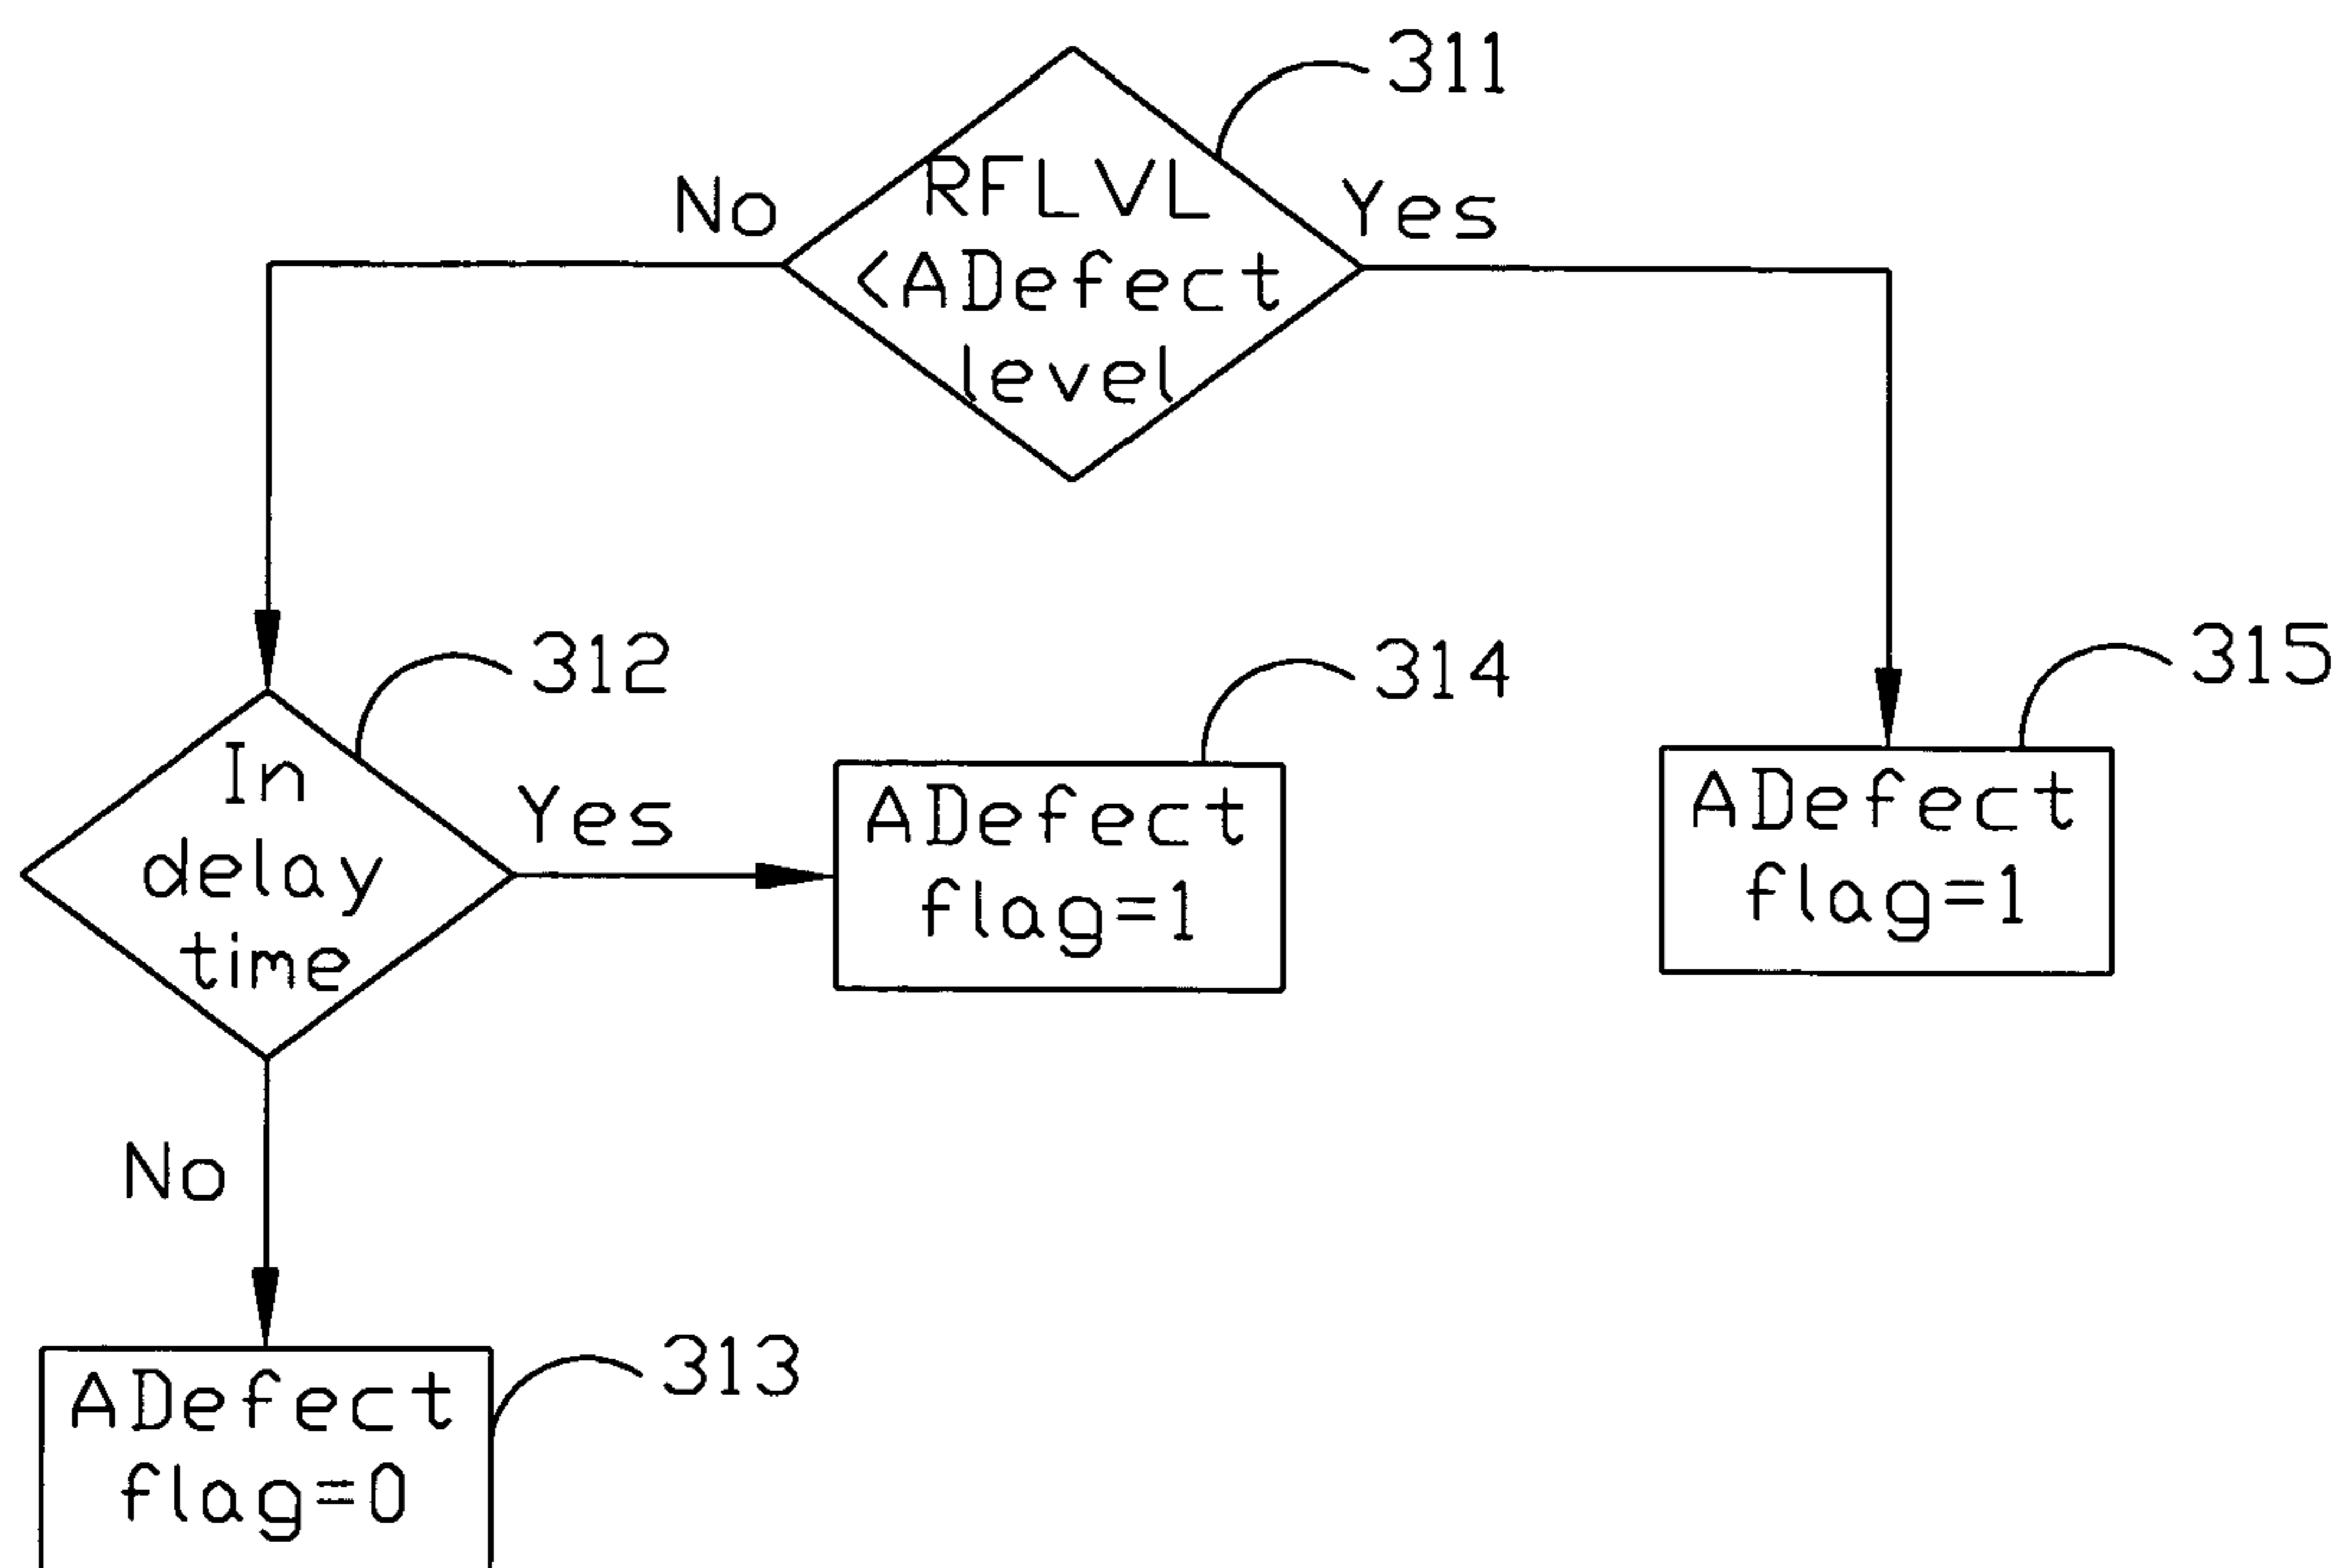 311
No
RFLVL
<ADefect
level
Yes
312
In
delay
time
Yes
314
ADefect
flag=1
315
ADefect
flag=1
No
313
ADefect
flag=0